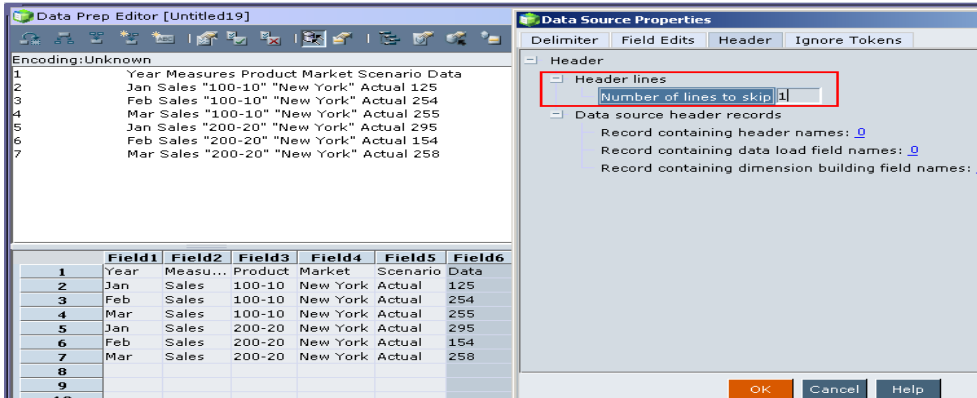 Data Prep Editor [Untitled19]
Encoding:Unknown
1 Year Measures Product Market Scenario Data
2 Jan Sales "100-10" "New York" Actual 125
3 Feb Sales "100-10" "New York" Actual 254
4 Mar Sales "100-10" "New York" Actual 255
5 Jan Sales "200-20" "New York" Actual 295
6 Feb Sales "200-20" "New York" Actual 154
7 Mar Sales "200-20" "New York" Actual 258
Field1 Field2 Field3 Field4 Field5 Field6
1 Year Measu... Product Market Scenario Data
2 Jan Sales 100-10 New York Actual 125
3 Feb Sales 100-10 New York Actual 254
4 Mar Sales 100-10 New York Actual 255
5 Jan Sales 200-20 New York Actual 295
6 Feb Sales 200-20 New York Actual 154
7 Mar Sales 200-20 New York Actual 258
8
9
Data Source Properties
Delimiter Field Edits Header Ignore Tokens
Header
Header lines
Number of lines to skip 1
Data source header records
Record containing header names: 0
Record containing data load field names: 0
Record containing dimension building field names:
OK Cancel Help